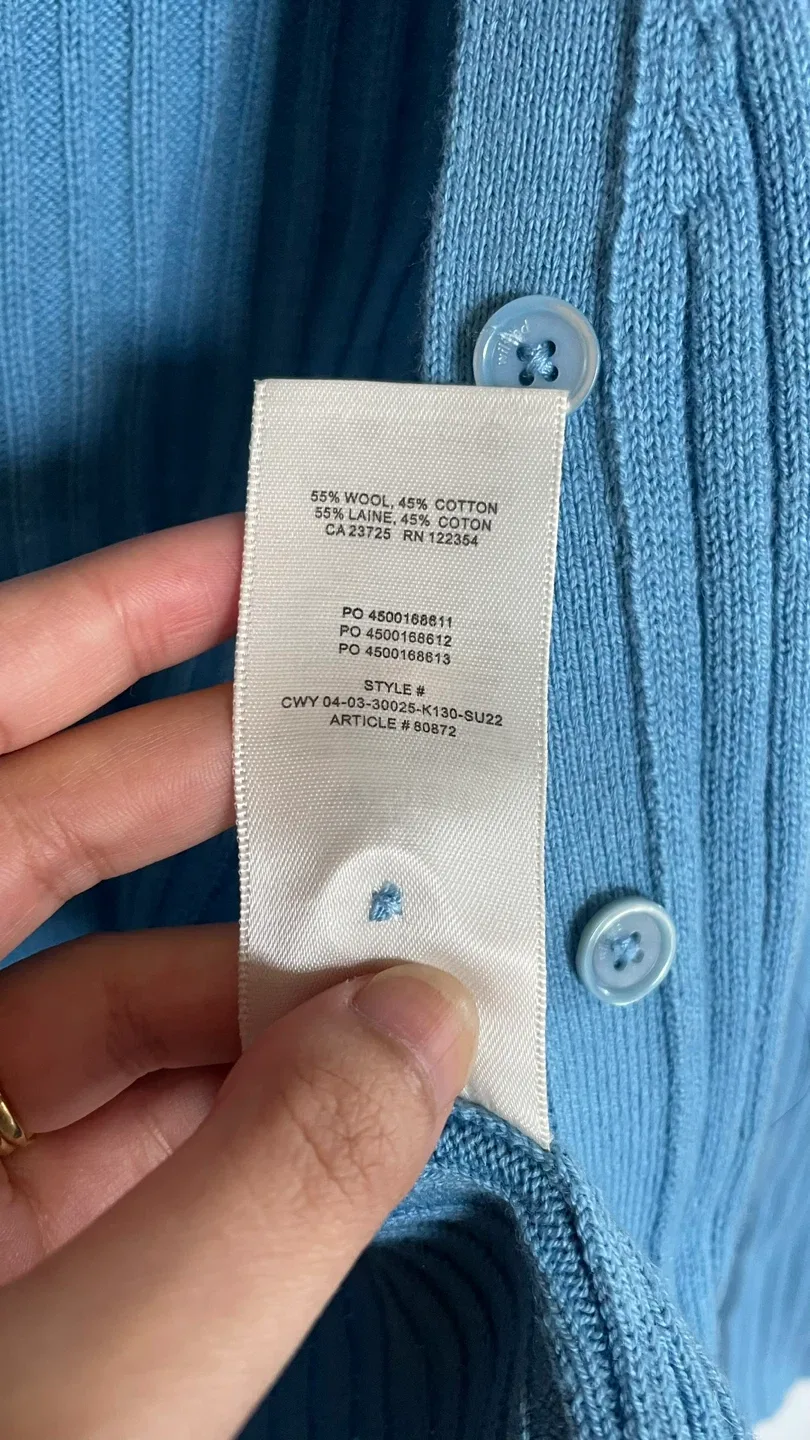 55% WOOL, 45% COTTON
55% LAINE, 45% COTON
CA 23725 RN 122354
PO 4500168611
PO 4500168612
PO 4500168613
STYLE #
CWY 04-03-30025-K130-SU22
ARTICLE # 80872